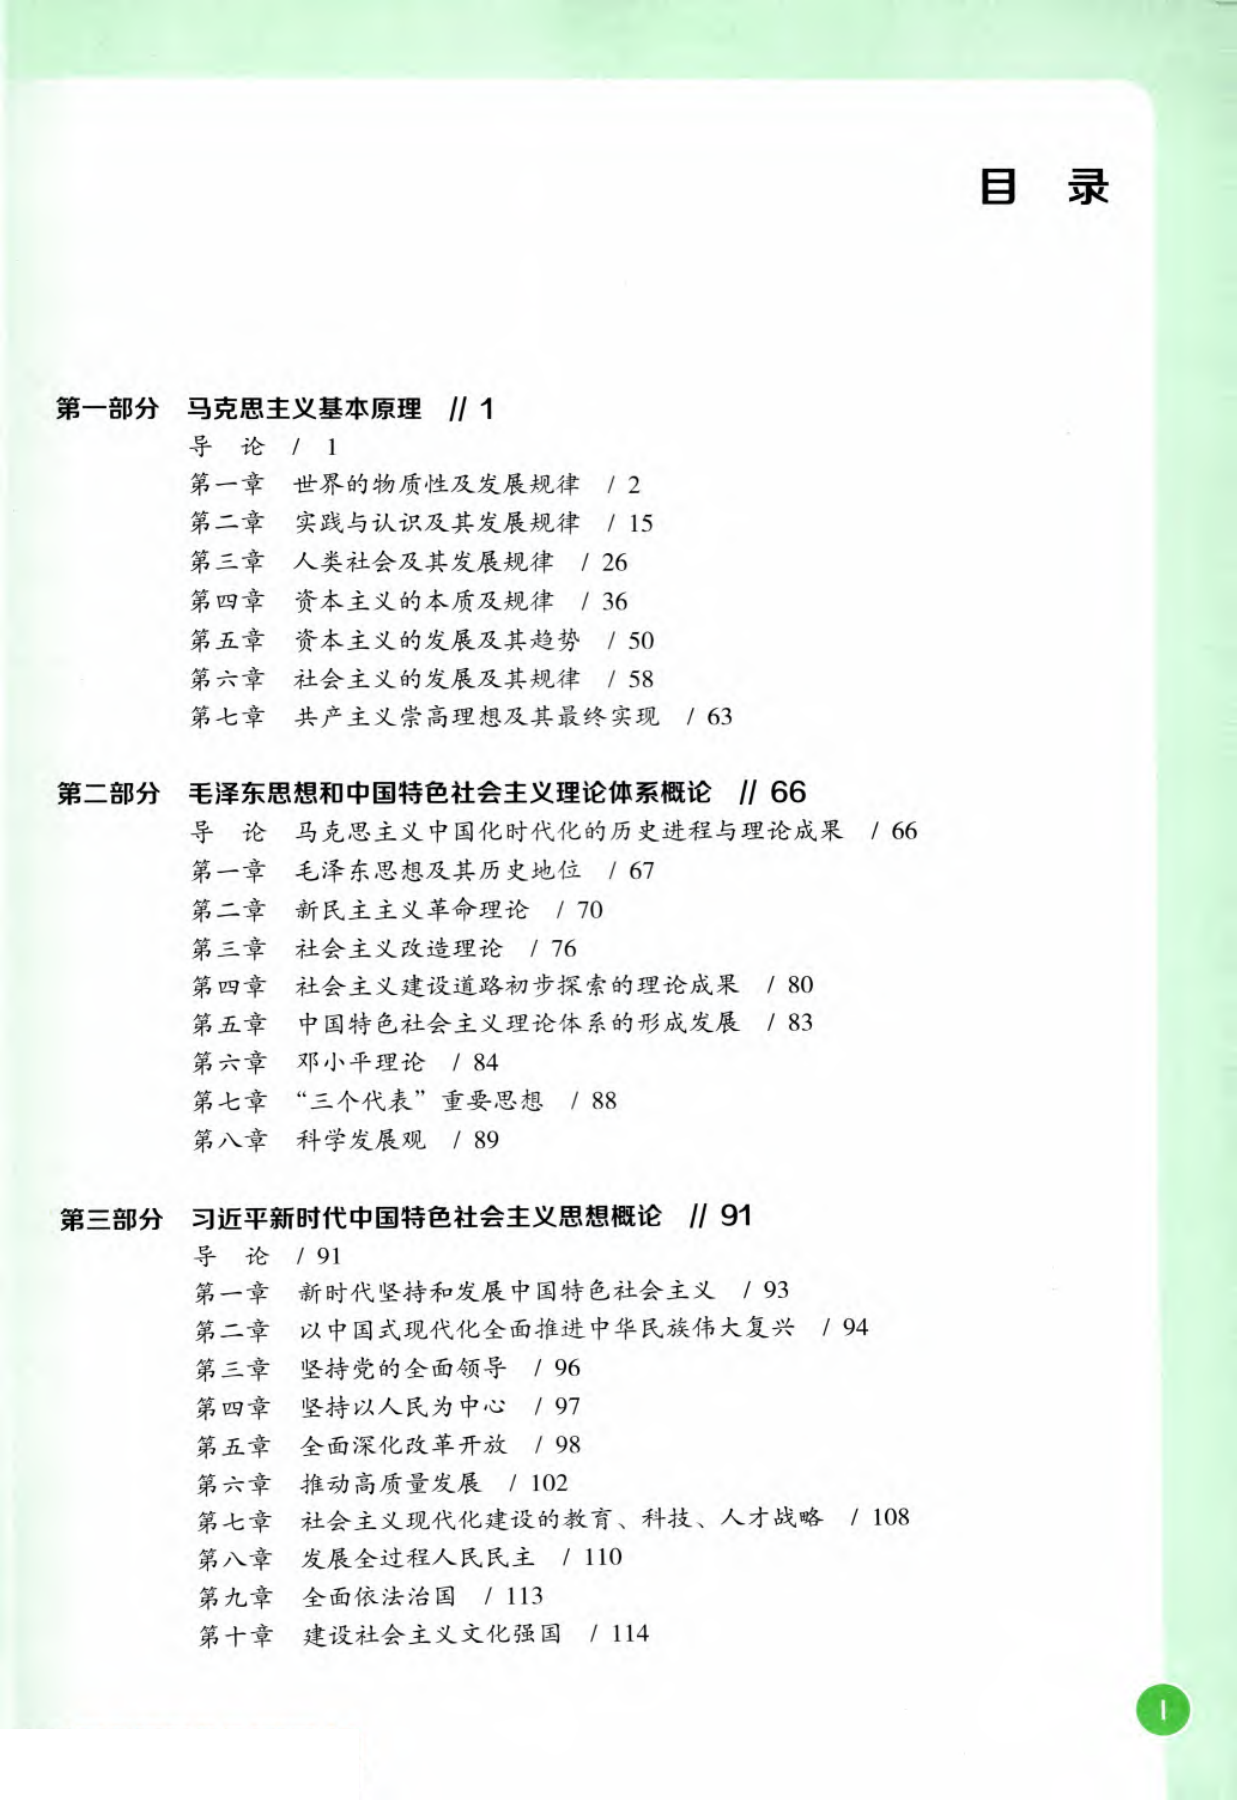 目 录
第一部分 马克思主义基本原理 // 1
导 论 / 1
第一章 世界的物质性及发展规律 / 2
第二章 实践与认识及其发展规律 / 15
第三章 人类社会及其发展规律 / 26
第四章 资本主义的本质及规律 / 36
第五章 资本主义的发展及其趋势 / 50
第六章 社会主义的发展及其规律 / 58
第七章 共产主义崇高理想及其最终实现 / 63
第二部分 毛泽东思想和中国特色社会主义理论体系概论 // 66
导 论 马克思主义中国化时代化的历史进程与理论成果 / 66
第一章 毛泽东思想及其历史地位 / 67
第二章 新民主主义革命理论 / 70
第三章 社会主义改造理论 / 76
第四章 社会主义建设道路初步探索的理论成果 / 80
第五章 中国特色社会主义理论体系的形成发展 / 83
第六章 邓小平理论 / 84
第七章 “三个代表”重要思想 / 88
第八章 科学发展观 / 89
第三部分 习近平新时代中国特色社会主义思想概论 // 91
导 论 / 91
第一章 新时代坚持和发展中国特色社会主义 / 93
第二章 以中国式现代化全面推进中华民族伟大复兴 / 94
第三章 坚持党的全面领导 / 96
第四章 坚持以人民为中心 / 97
第五章 全面深化改革开放 / 98
第六章 推动高质量发展 / 102
第七章 社会主义现代化建设的教育、科技、人才战略 / 108
第八章 发展全过程人民民主 / 110
第九章 全面依法治国 / 113
第十章 建设社会主义文化强国 / 114
I